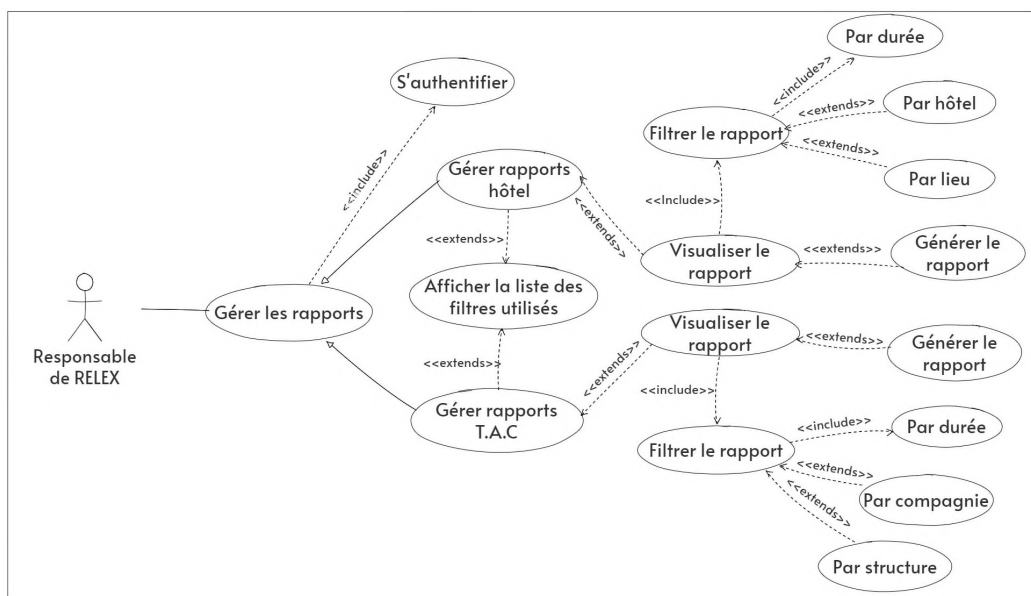 Par durée
<<include>>
S'authentifier
Par hôtel
<<extends>>
Filtrer le rapport
<<extends>>
Par lieu
<<include>>
Gérer rapports
hôtel
<<Include>>
<<extends>>
<<extends>>
Visualiser le
rapport
<<extends>>
Générer le
rapport
Afficher la liste des
filtres utilisés
Gérer les rapports
Responsable
de RELEX
Visualiser le
rapport
<<extends>>
Générer le
rapport
<<extends>>
<<extends>>
<<include>>
Gérer rapports
T.A.C
Par durée
<<include>>
Filtrer le rapport
<<extends>>
Par compagnie
<<extends>>
Par structure